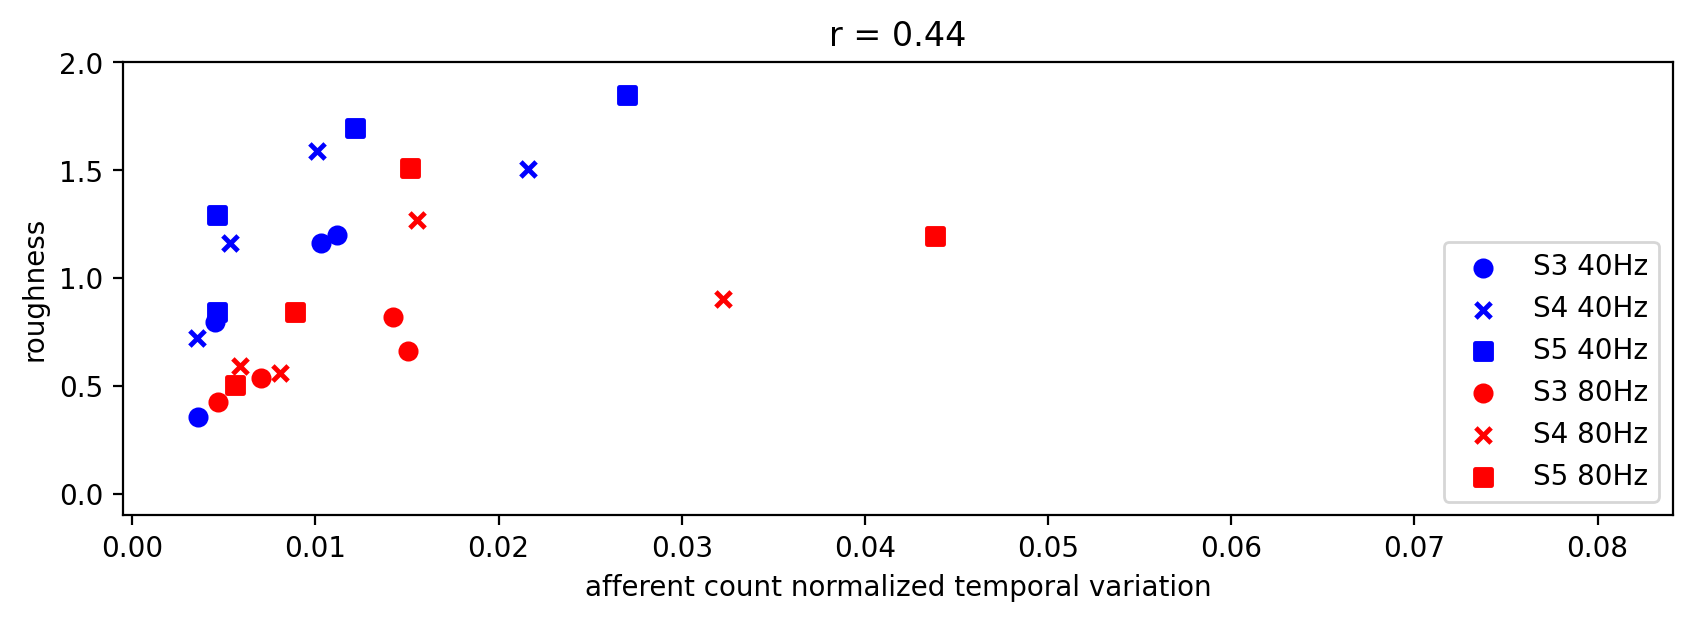 r = 0.44
2.0
1.5
1.0
0.5
0.0
roughness
S3 40Hz
S4 40Hz
S5 40Hz
S3 80Hz
S4 80Hz
S5 80Hz
0.00 0.01 0.02 0.03 0.04 0.05 0.06 0.07 0.08
afferent count normalized temporal variation